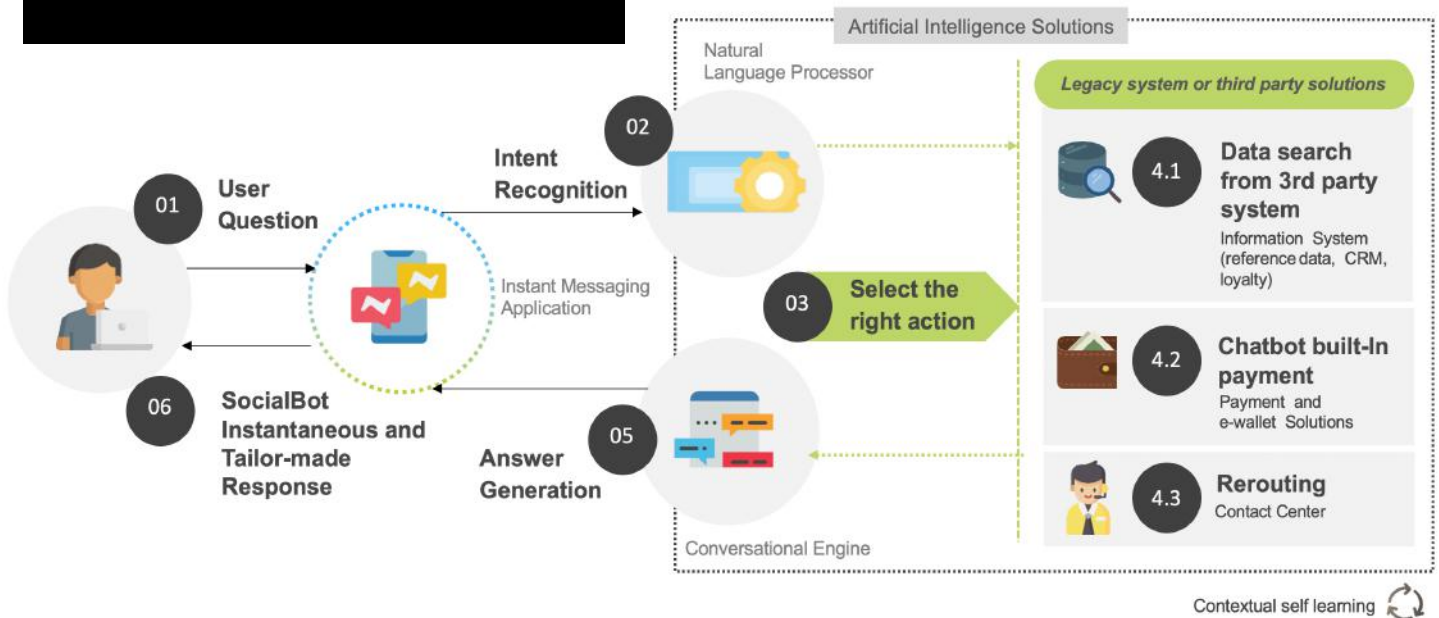 Artificial Intelligence Solutions
Natural
Language Processor
Legacy system or third party solutions
01
User
Question
Intent
Recognition
02
4.1
Data search
from 3rd party
system
Information System
(reference data, CRM,
loyalty)
Instant Messaging
Application
03
Select the
right action
4.2
Chatbot built-In
payment
Payment and
e-wallet Solutions
06
SocialBot
Instantaneous and
Tailor-made
Response
Answer
Generation
05
4.3
Rerouting
Contact Center
Conversational Engine
Contextual self learning